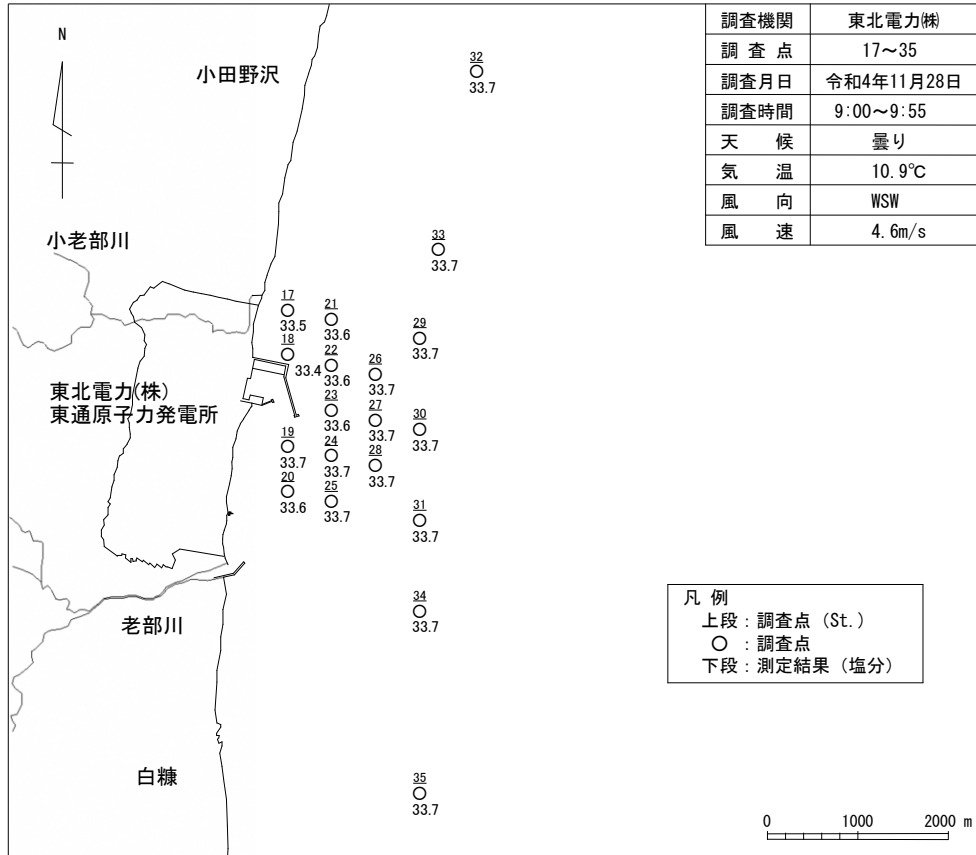 調査機関 東北電力㈱
調査点 17～35
調査月日 令和4年11月28日
調査時間 9:00～9:55
天候 曇り
気温 10.9℃
風向 WSW
風速 4.6m/s
N
小田野沢
32
33.7
小老部川
33
33.7
17
33.5
21
33.6
29
33.7
18
33.4
22
33.6
26
33.7
東北電力(株)
東通原子力発電所
23
33.6
27
33.7
30
33.7
19
33.7
24
33.7
28
33.7
20
33.6
25
33.7
31
33.7
34
33.7
老部川
凡 例
上段：調査点（St.）
○ ：調査点
下段：測定結果（塩分）
白糠
35
33.7
0 1000 2000 m